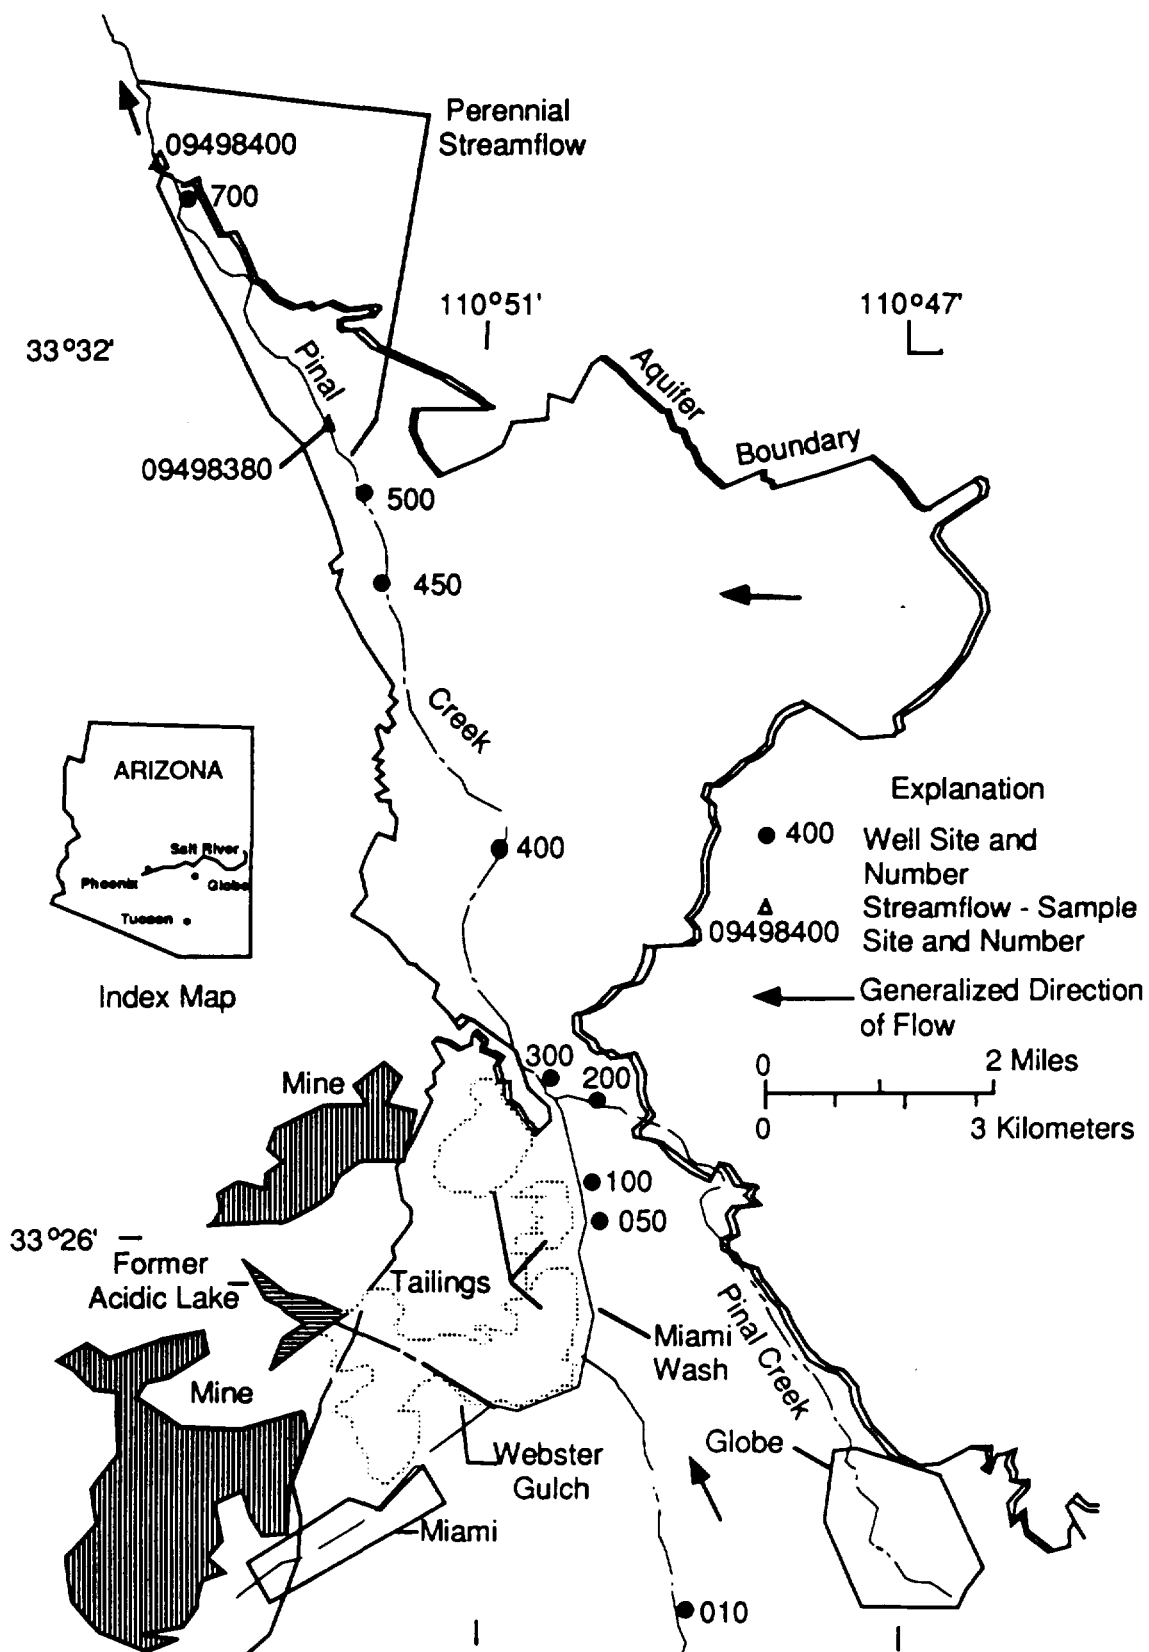 Perennial
Streamflow
09498400
700
110°51'
110°47'
33°32'
Pinal
Aquifer
Boundary
09498380
500
450
Creek
ARIZONA
Salt River
Phoenix
Globe
Tucson
Index Map
400
Explanation
400
Well Site and
Number
09498400
Streamflow - Sample
Site and Number
Generalized Direction
of Flow
0
2 Miles
0
3 Kilometers
300
200
Mine
100
050
33°26'
Former
Acidic Lake
Tailings
Miami
Wash
Pinal Creek
Mine
Globe
Webster
Gulch
Miami
010